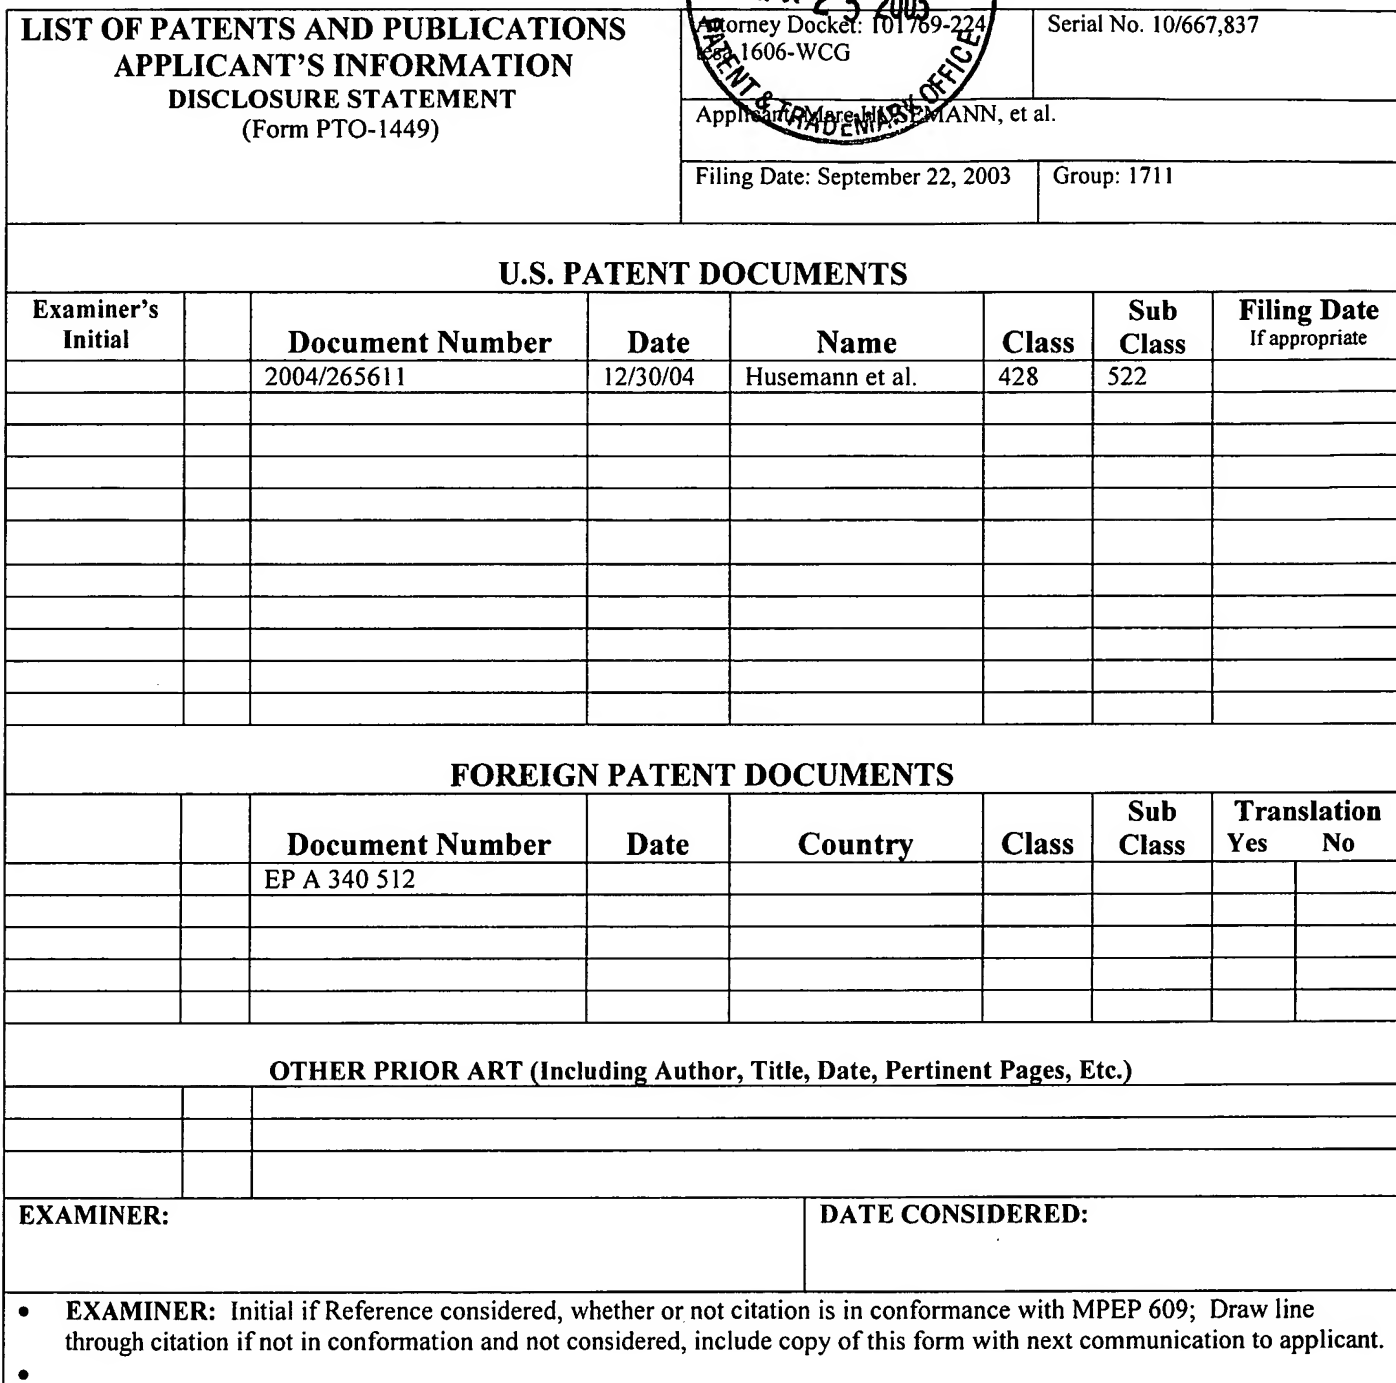 LIST OF PATENTS AND PUBLICATIONS
APPLICANT'S INFORMATION
DISCLOSURE STATEMENT
(Form PTO-1449)
Attorney Docket: 101769-224
1606-WCG
Serial No. 10/667,837
PATENT & TRADEMARK OFFICE
Applicant: HUSEMANN, et al.
Filing Date: September 22, 2003
Group: 1711
U.S. PATENT DOCUMENTS
Examiner's Initial Document Number Date Name Class Sub Class Filing Date If appropriate
2004/265611 12/30/04 Husemann et al. 428 522
FOREIGN PATENT DOCUMENTS
Document Number Date Country Class Sub Class Translation Yes No
EP A 340 512
OTHER PRIOR ART (Including Author, Title, Date, Pertinent Pages, Etc.)
EXAMINER:
DATE CONSIDERED:
• EXAMINER: Initial if Reference considered, whether or not citation is in conformance with MPEP 609; Draw line
through citation if not in conformation and not considered, include copy of this form with next communication to applicant.
•